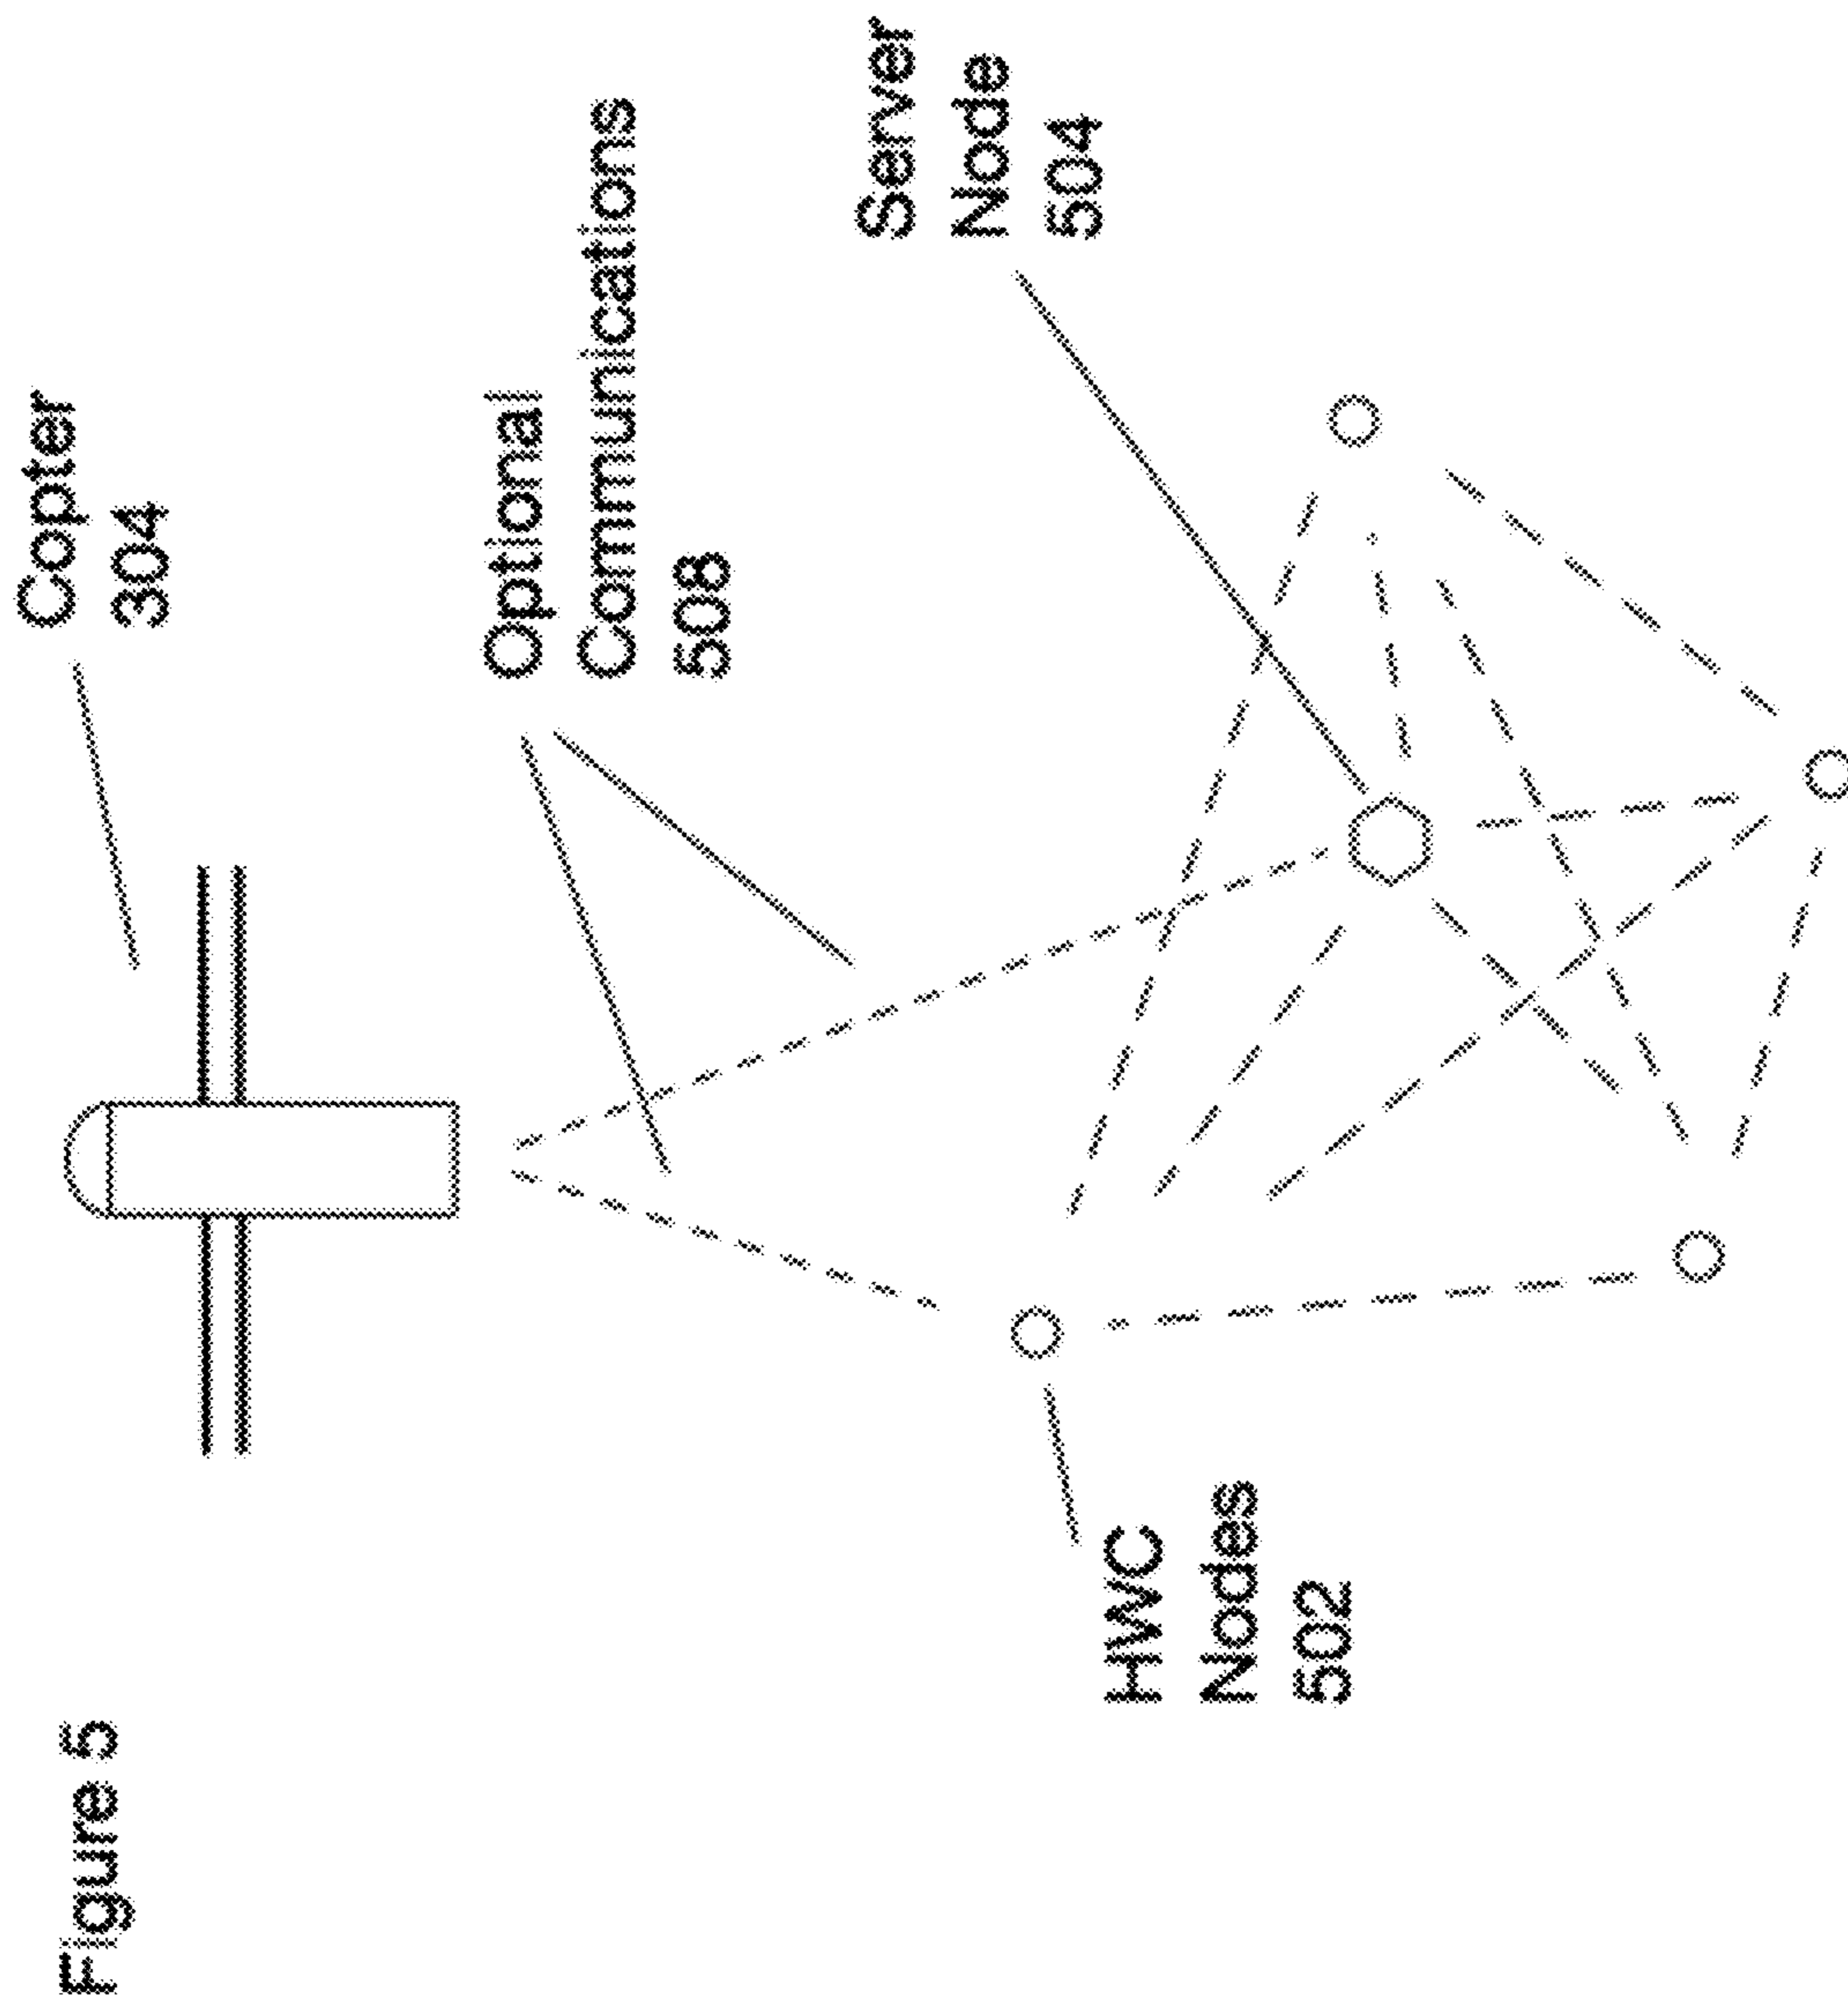 Figure 5
Copter
304
Optional
Communications
508
Server
Node
504
HWC
Nodes
502